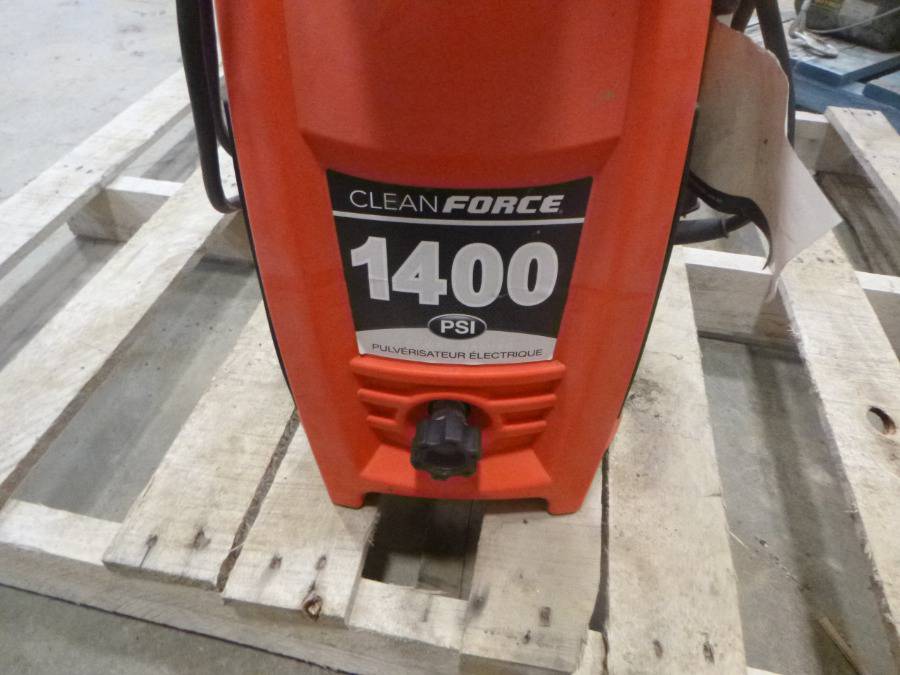 CLEAN FORCE
1400
PSI
PULVÉRISATEUR ÉLECTRIQUE